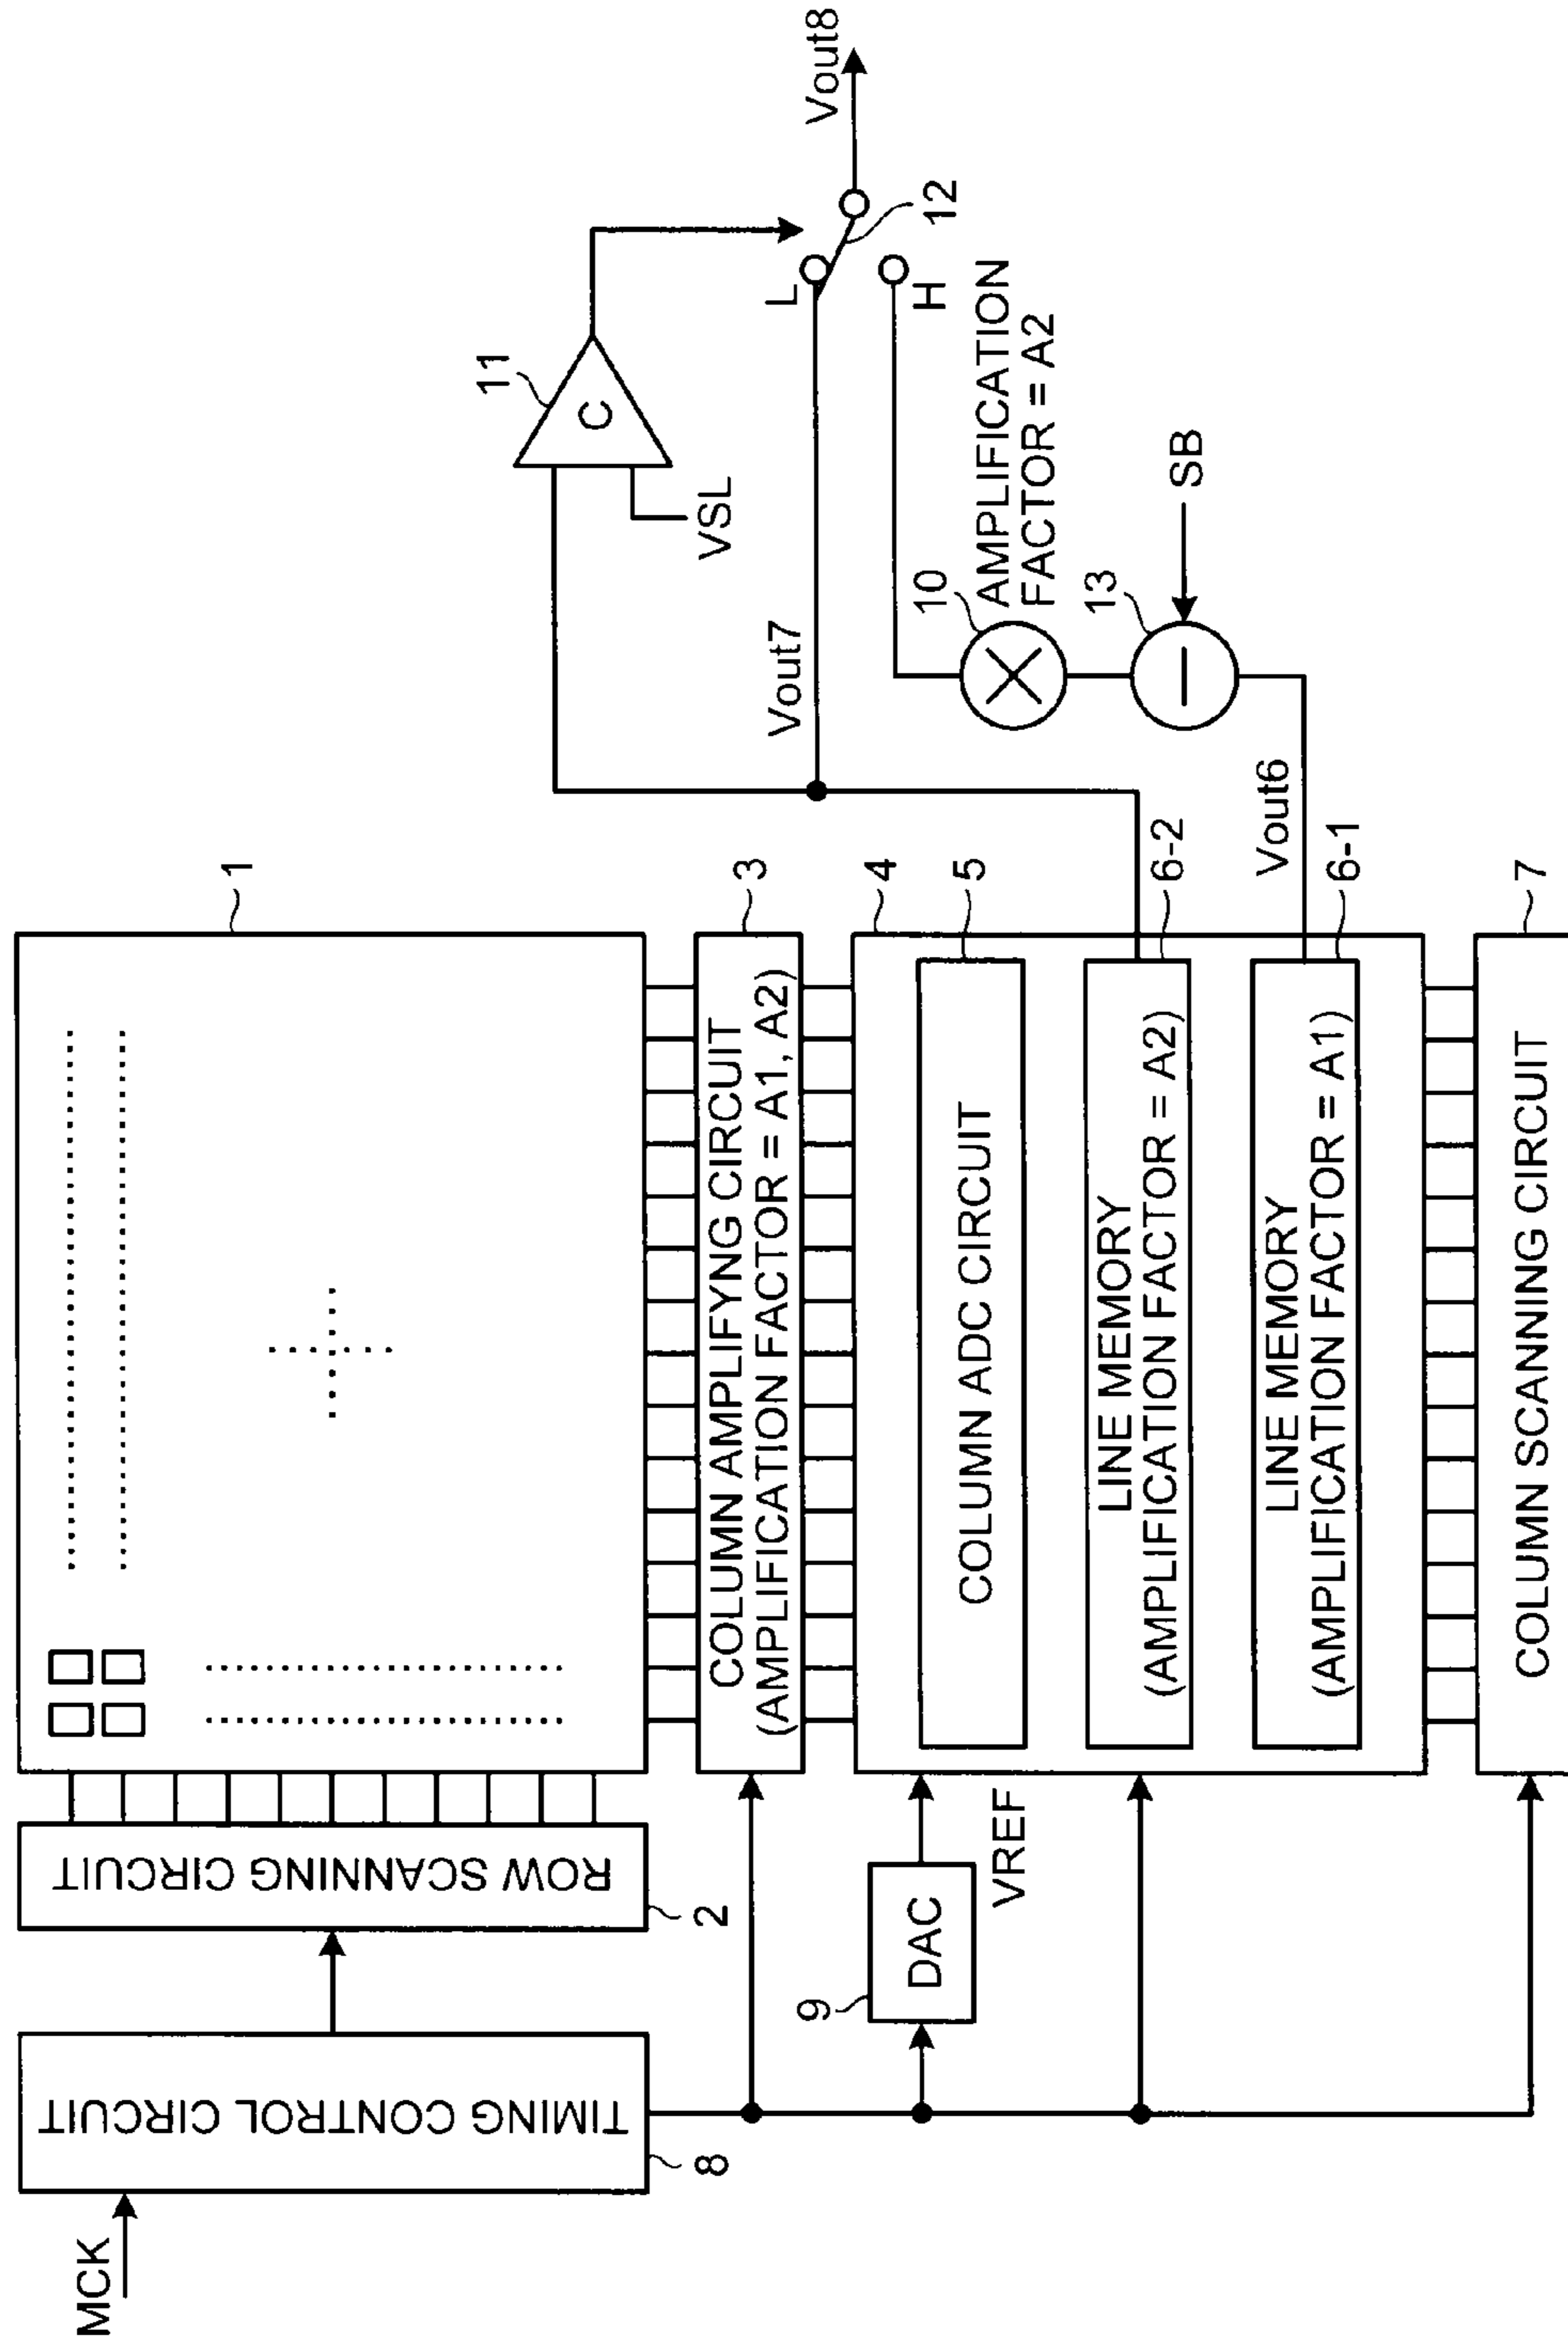 MCK
TIMING CONTROL CIRCUIT
8
ROW SCANNING CIRCUIT
2
1
COLUMN AMPLIFYNG CIRCUIT
(AMPLIFICATION FACTOR = A1, A2)
3
9
DAC
VREF
4
COLUMN ADC CIRCUIT
5
LINE MEMORY
(AMPLIFICATION FACTOR = A2)
6-2
LINE MEMORY
(AMPLIFICATION FACTOR = A1)
6-1
COLUMN SCANNING CIRCUIT
7
11
C
VSL
Vout7
L
H
12
Vout8
10
AMPLIFICATION
FACTOR = A2
13
SB
Vout6